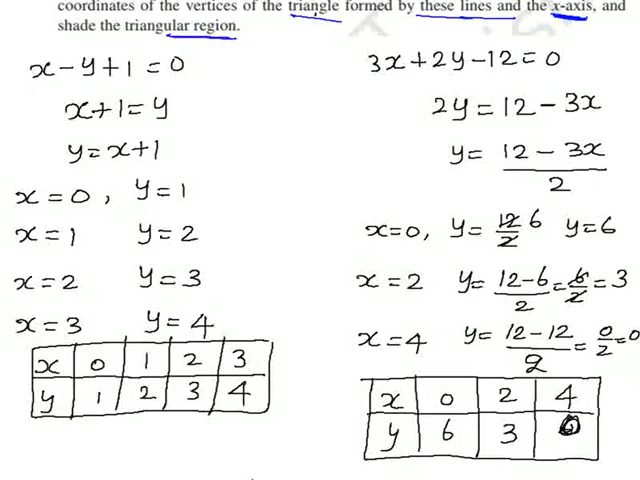 coordinates of the vertices of the triangle formed by these lines and the x-axis, and
shade the triangular region.
x - y + 1 = 0
x + 1 = y
y = x + 1
x = 0, y = 1
x = 1 y = 2
x = 2 y = 3
x = 3 y = 4
x 0 1 2 3
y 1 2 3 4
3x + 2y - 12 = 0
2y = 12 - 3x
y = (12 - 3x)/2
x = 0, y = 12/2 6 y = 6
x = 2 y = (12 - 6)/2 = 6/2 = 3
x = 4 y = (12 - 12)/2 = 0/2 = 0
x 0 2 4
y 6 3 0